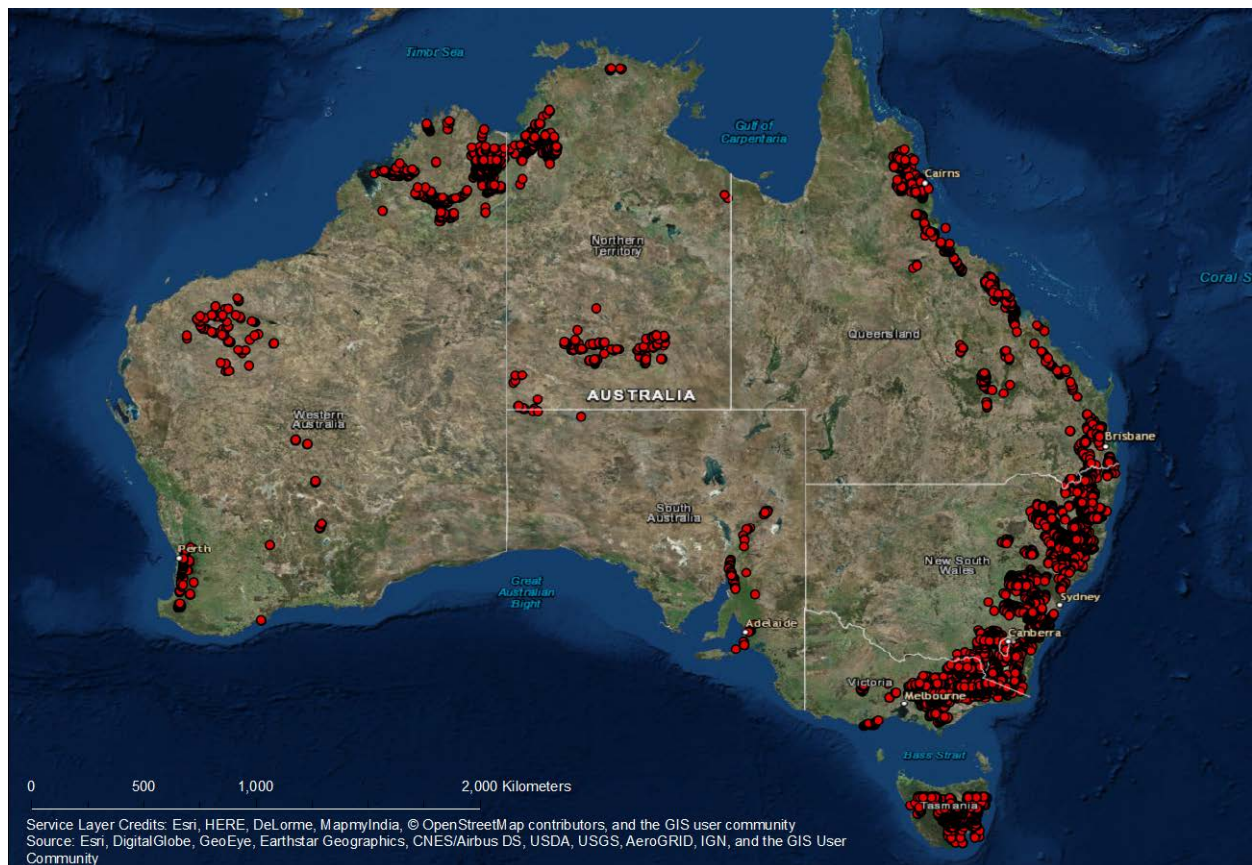 Timor Sea
Gulf of
Carpentaria
Cairns
Northern
Territory
Coral S
Queensland
AUSTRALIA
Western
Australia
Brisbane
South
Australia
Perth
New South
Wales
Great
Australian
Bight
Sydney
Adelaide
Canberra
Victoria
Melbourne
Bass Strait
0 500 1,000 2,000 Kilometers
Tasmania
Service Layer Credits: Esri, HERE, DeLorme, MapmyIndia, © OpenStreetMap contributors, and the GIS user community
Source: Esri, DigitalGlobe, GeoEye, Earthstar Geographics, CNES/Airbus DS, USDA, USGS, AeroGRID, IGN, and the GIS User
Community